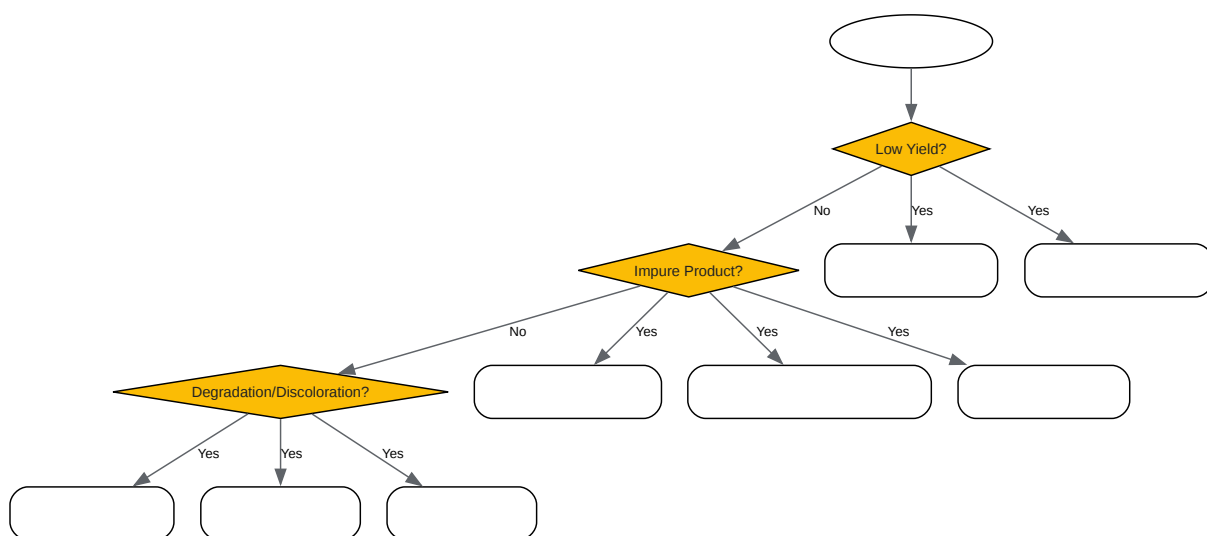 Low Yield?
No
Yes
Yes
Impure Product?
No
Yes
Yes
Yes
Degradation/Discoloration?
Yes
Yes
Yes